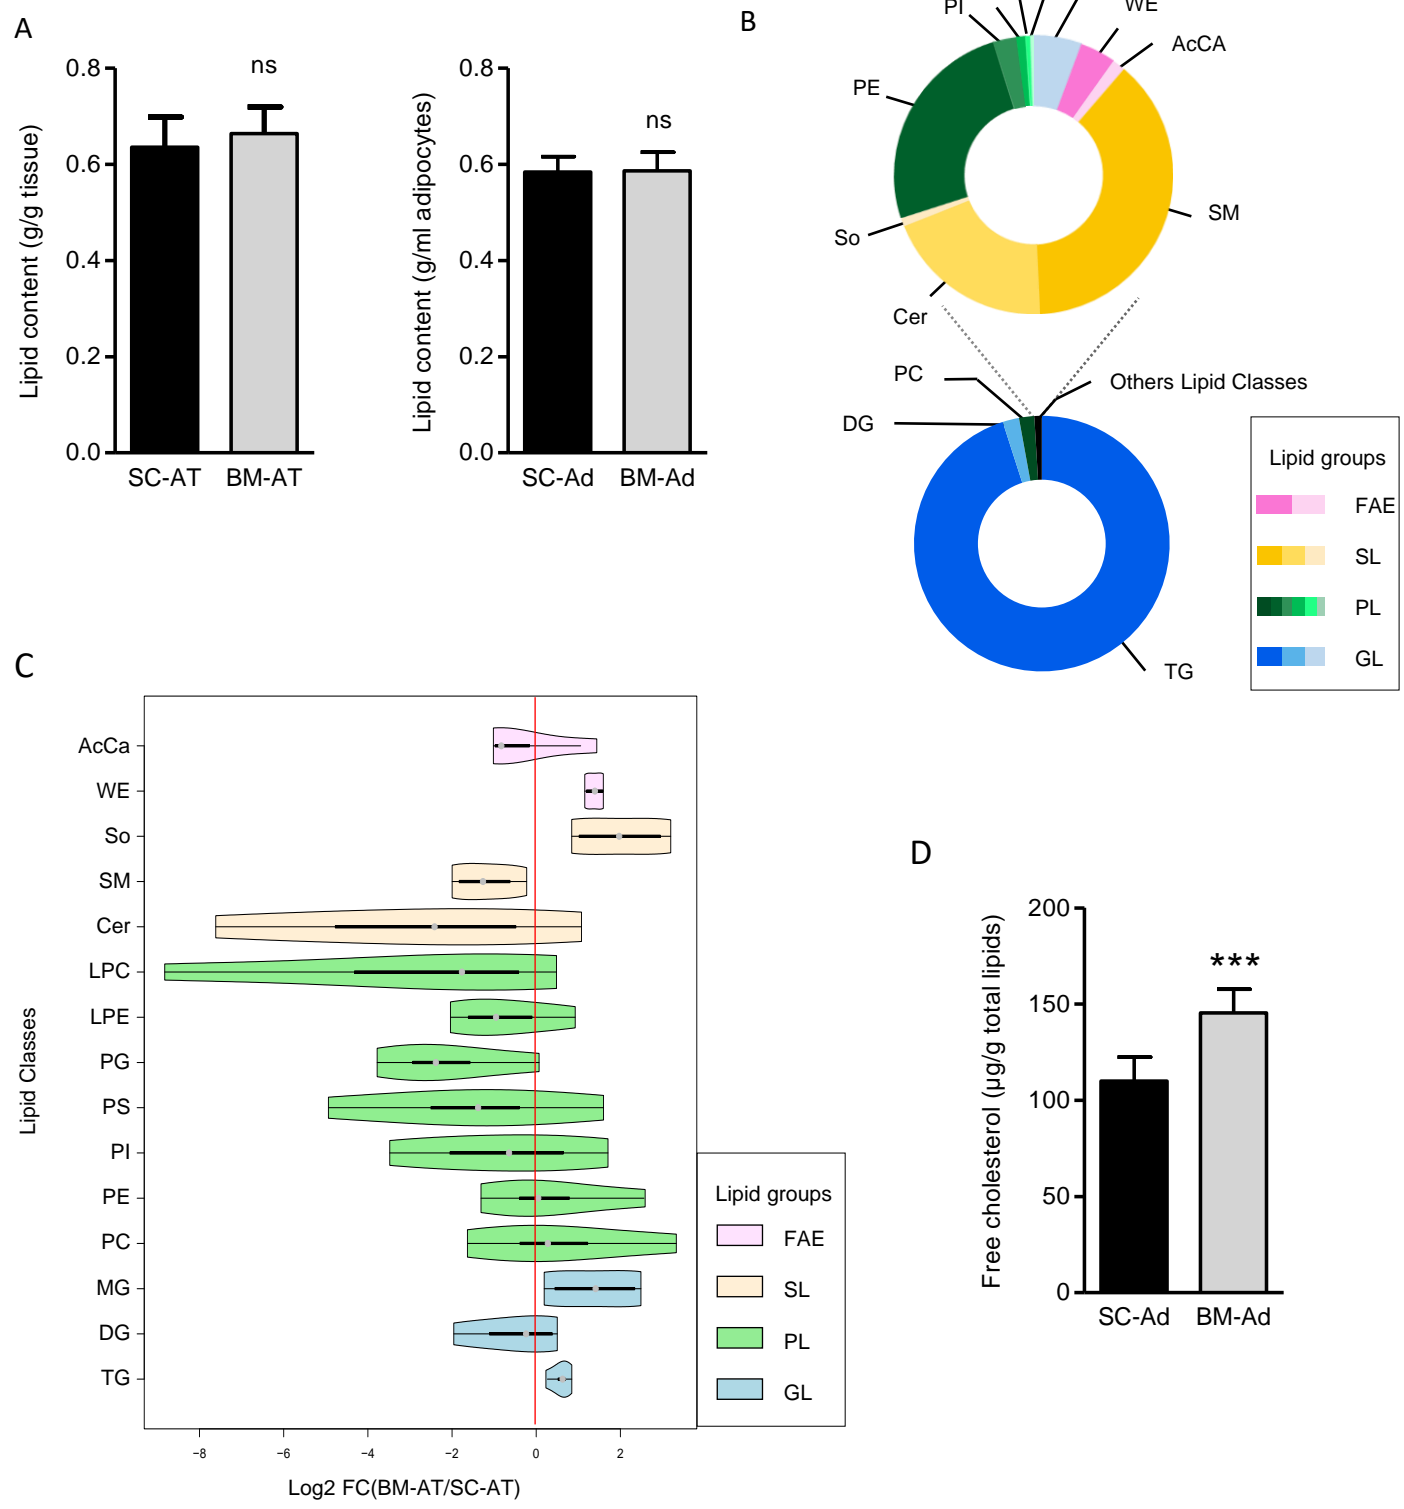 A
0.8
0.6
0.4
0.2
0.0
Lipid content (g/g tissue)
ns
SC-AT BM-AT
0.8
0.6
0.4
0.2
0.0
Lipid content (g/ml adipocytes)
ns
SC-Ad BM-Ad
B
PI
WE
AcCA
PE
SM
So
Cer
PC
Others Lipid Classes
DG
TG
Lipid groups
FAE
SL
PL
GL
C
Lipid Classes
AcCa
WE
So
SM
Cer
LPC
LPE
PG
PS
PI
PE
PC
MG
DG
TG
−8 −6 −4 −2 0 2
Log2 FC(BM-AT/SC-AT)
Lipid groups
FAE
SL
PL
GL
D
Free cholesterol (µg/g total lipids)
200
150
100
50
0
***
SC-Ad BM-Ad